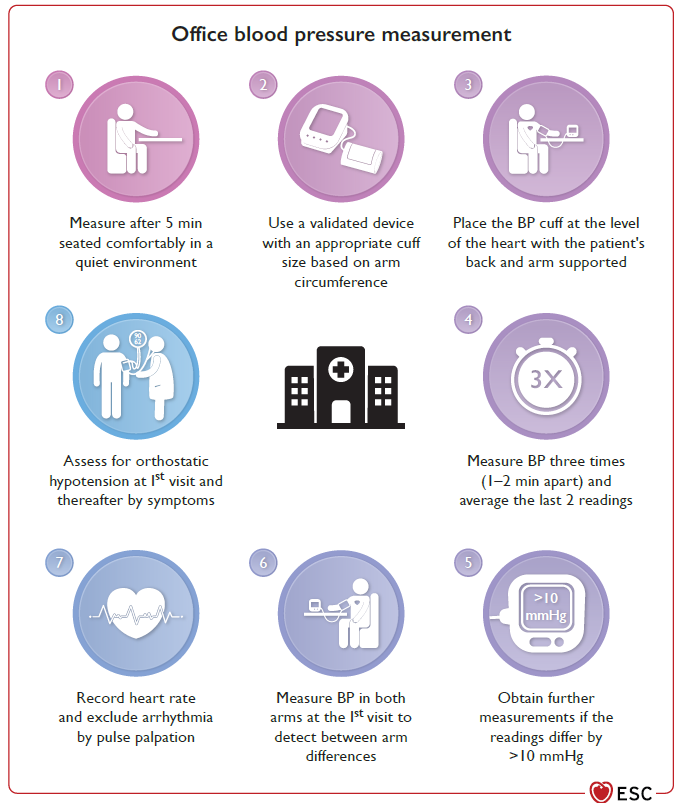 Office blood pressure measurement
1
Measure after 5 min
seated comfortably in a
quiet environment
2
Use a validated device
with an appropriate cuff
size based on arm
circumference
3
Place the BP cuff at the level
of the heart with the patient's
back and arm supported
4
3X
Measure BP three times
(1–2 min apart) and
average the last 2 readings
5
>10
mmHg
Obtain further
measurements if the
readings differ by
>10 mmHg
6
Measure BP in both
arms at the 1st visit to
detect between arm
differences
7
Record heart rate
and exclude arrhythmia
by pulse palpation
8
90
62
Assess for orthostatic
hypotension at 1st visit and
thereafter by symptoms
ESC